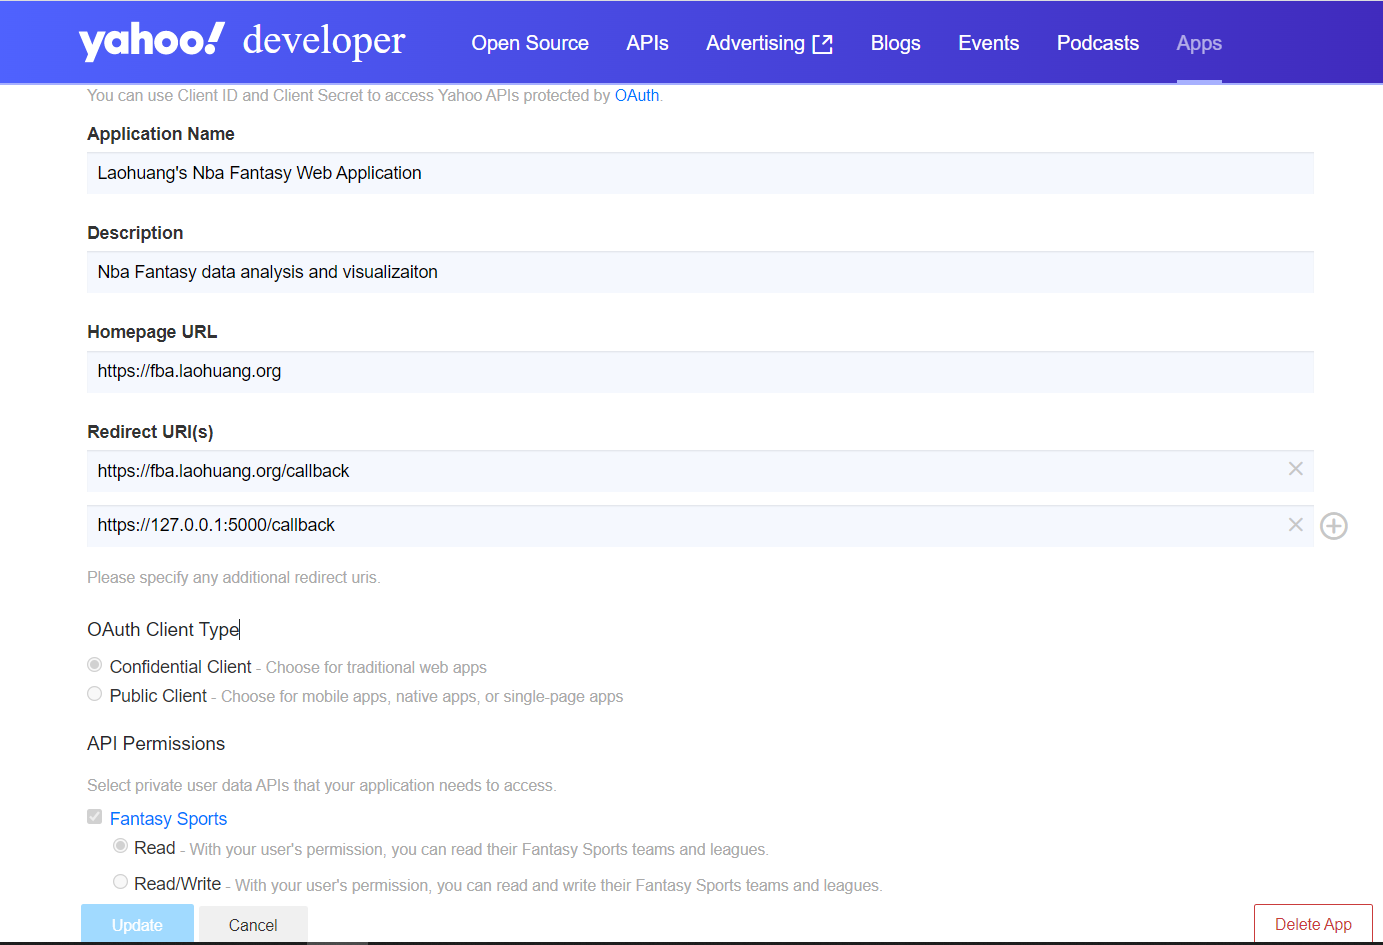 yahoo! developer Open Source APIs Advertising Blogs Events Podcasts Apps
You can use Client ID and Client Secret to access Yahoo APIs protected by OAuth.
Application Name
Laohuang's Nba Fantasy Web Application
Description
Nba Fantasy data analysis and visualizaiton
Homepage URL
https://fba.laohuang.org
Redirect URI(s)
https://fba.laohuang.org/callback
https://127.0.0.1:5000/callback
Please specify any additional redirect uris.
OAuth Client Type
Confidential Client - Choose for traditional web apps
Public Client - Choose for mobile apps, native apps, or single-page apps
API Permissions
Select private user data APIs that your application needs to access.
Fantasy Sports
Read - With your user's permission, you can read their Fantasy Sports teams and leagues.
Read/Write - With your user's permission, you can read and write their Fantasy Sports teams and leagues.
Update Cancel Delete App